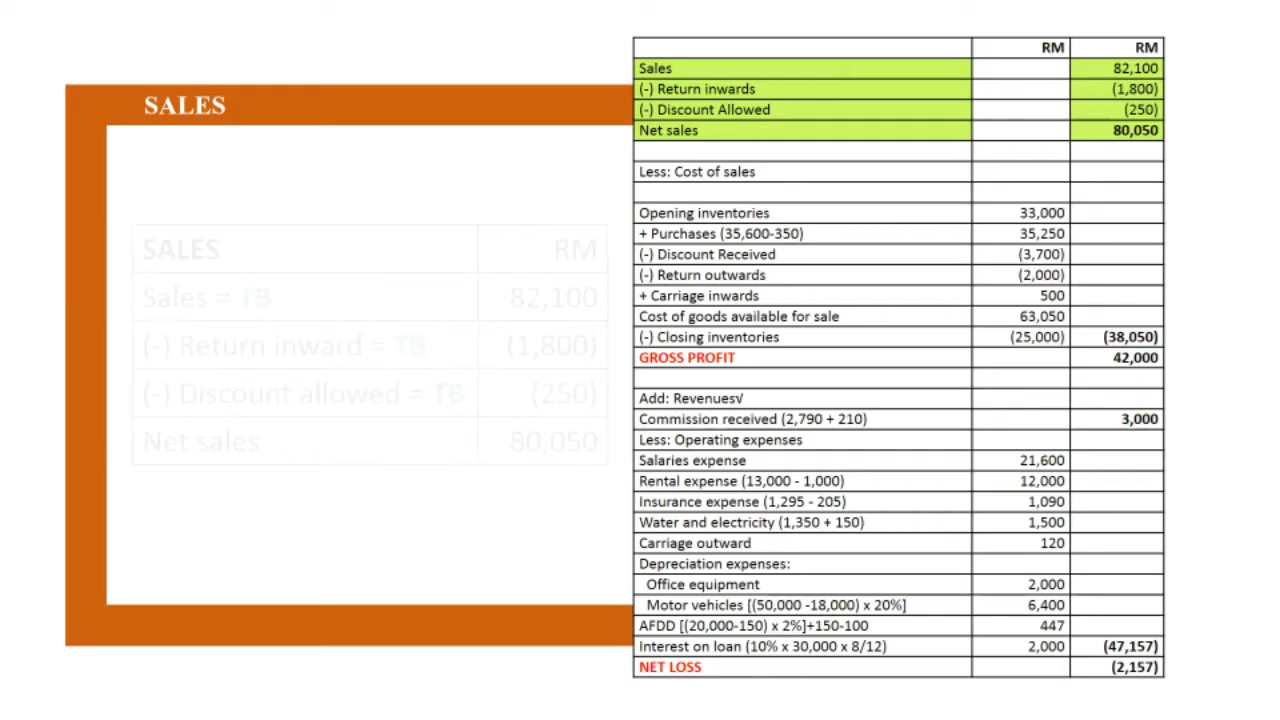 SALES
SALES RM
Sales = TB 82,100
(-) Return inward = TB (1,800)
(-) Discount allowed = TB (250)
Net sales 80,050
RM RM
Sales 82,100
(-) Return inwards (1,800)
(-) Discount Allowed (250)
Net sales 80,050
Less: Cost of sales
Opening inventories 33,000
+ Purchases (35,600-350) 35,250
(-) Discount Received (3,700)
(-) Return outwards (2,000)
+ Carriage inwards 500
Cost of goods available for sale 63,050
(-) Closing inventories (25,000) (38,050)
GROSS PROFIT 42,000
Add: Revenues√
Commission received (2,790 + 210) 3,000
Less: Operating expenses
Salaries expense 21,600
Rental expense (13,000 - 1,000) 12,000
Insurance expense (1,295 - 205) 1,090
Water and electricity (1,350 + 150) 1,500
Carriage outward 120
Depreciation expenses:
Office equipment 2,000
Motor vehicles [(50,000 -18,000) x 20%] 6,400
AFDD [(20,000-150) x 2%]+150-100 447
Interest on loan (10% x 30,000 x 8/12) 2,000 (47,157)
NET LOSS (2,157)